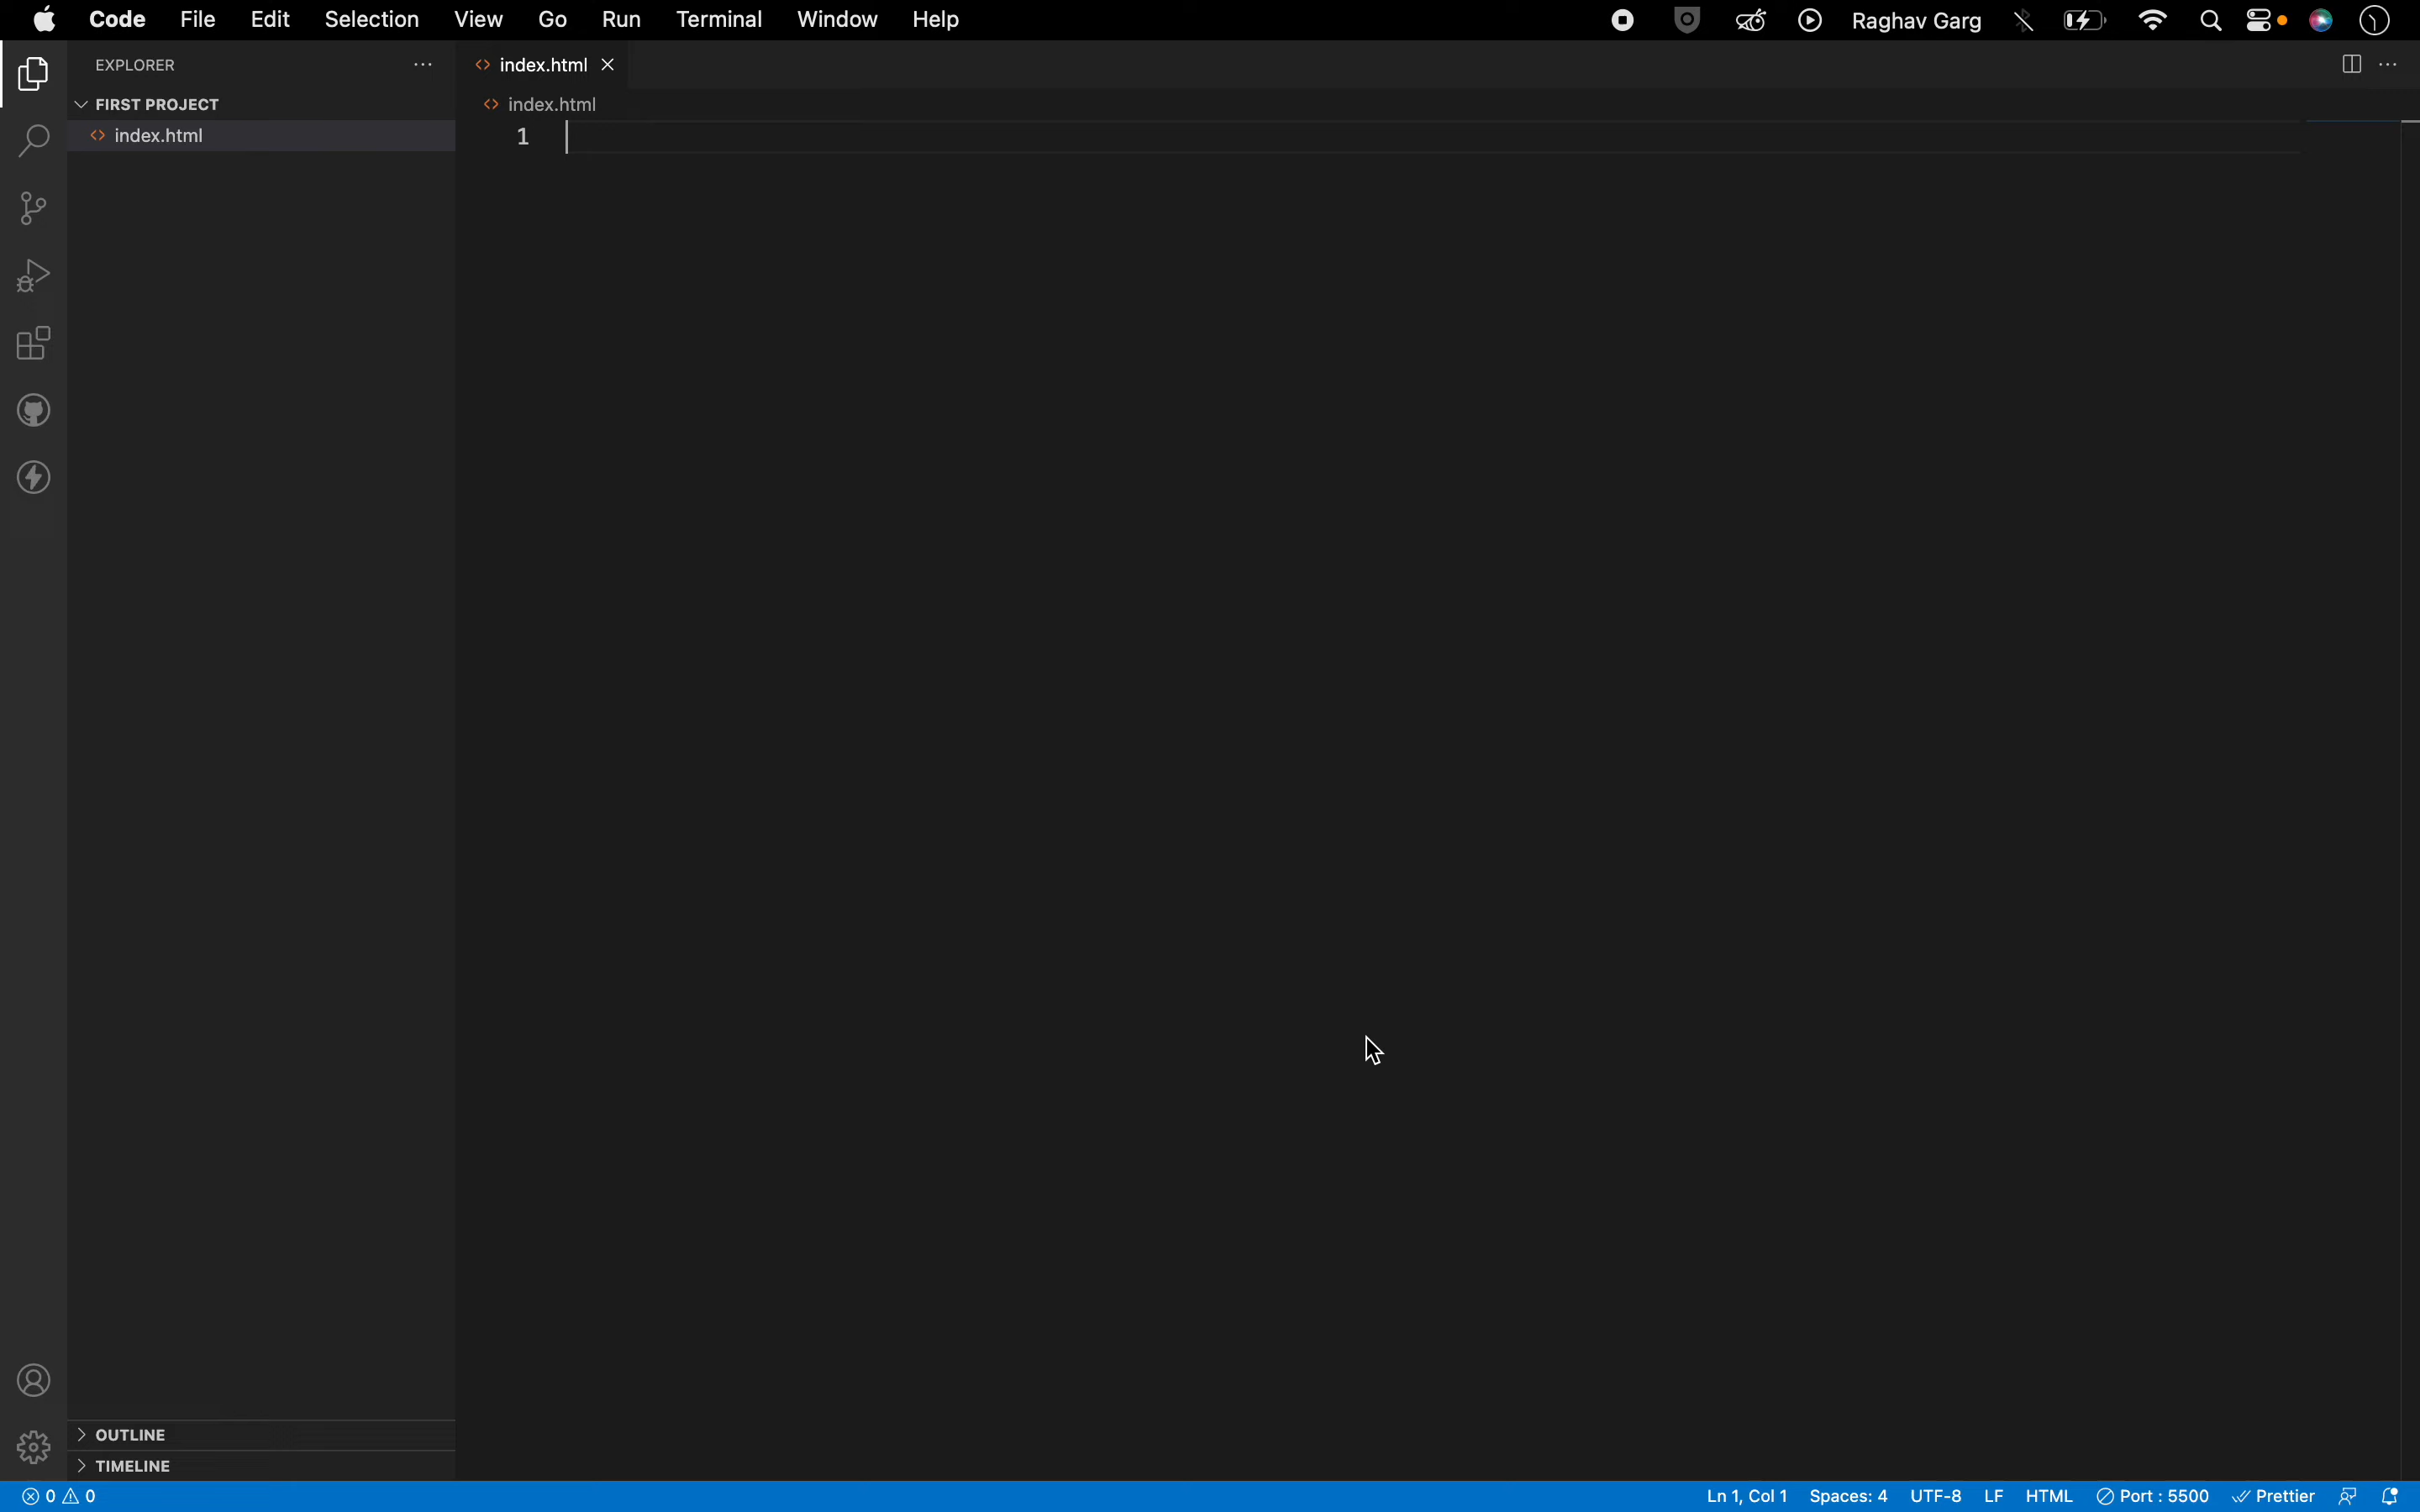 Code File Edit Selection View Go Run Terminal Window Help Raghav Garg
EXPLORER
FIRST PROJECT
index.html
OUTLINE
TIMELINE
index.html
index.html
1
0 0 Ln 1, Col 1 Spaces: 4 UTF-8 LF HTML Port : 5500 Prettier